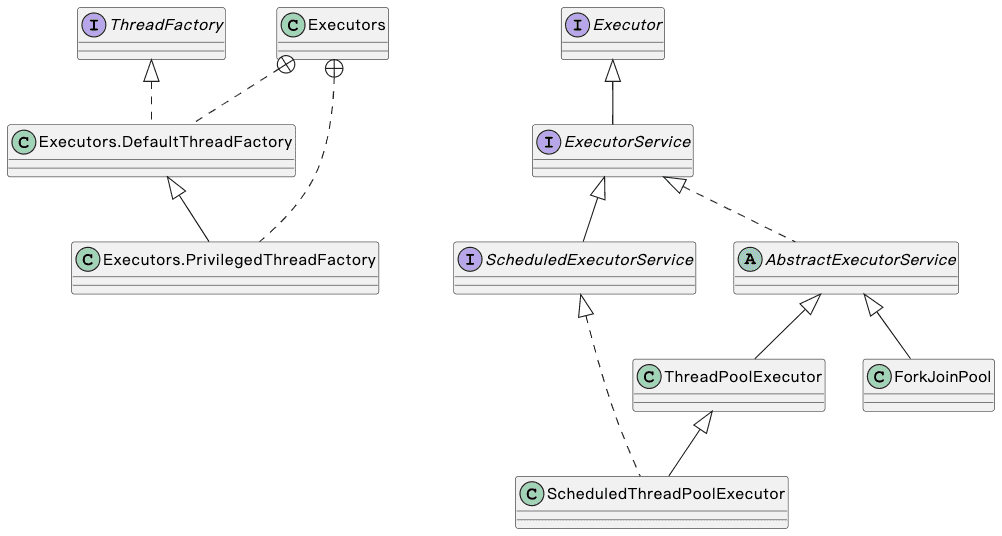 I ThreadFactory
C Executors
I Executor
C Executors.DefaultThreadFactory
I ExecutorService
C Executors.PrivilegedThreadFactory
I ScheduledExecutorService
A AbstractExecutorService
C ThreadPoolExecutor
C ForkJoinPool
C ScheduledThreadPoolExecutor